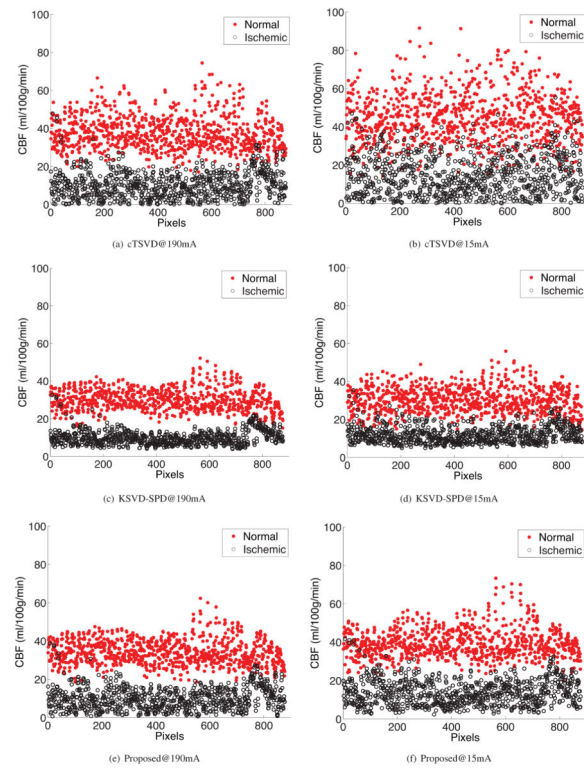 100
80
60
40
20
0
CBF (ml/100g/min)
Normal
Ischemic
0 200 400 600 800
Pixels
(a) cTSVD@190mA
100
80
60
40
20
0
CBF (ml/100g/min)
Normal
Ischemic
0 200 400 600 800
Pixels
(b) cTSVD@15mA
100
80
60
40
20
0
CBF (ml/100g/min)
Normal
Ischemic
0 200 400 600 800
Pixels
(c) KSVD-SPD@190mA
100
80
60
40
20
0
CBF (ml/100g/min)
Normal
Ischemic
0 200 400 600 800
Pixels
(d) KSVD-SPD@15mA
100
80
60
40
20
0
CBF (ml/100g/min)
Normal
Ischemic
0 200 400 600 800
Pixels
(e) Proposed@190mA
100
80
60
40
20
0
CBF (ml/100g/min)
Normal
Ischemic
0 200 400 600 800
Pixels
(f) Proposed@15mA